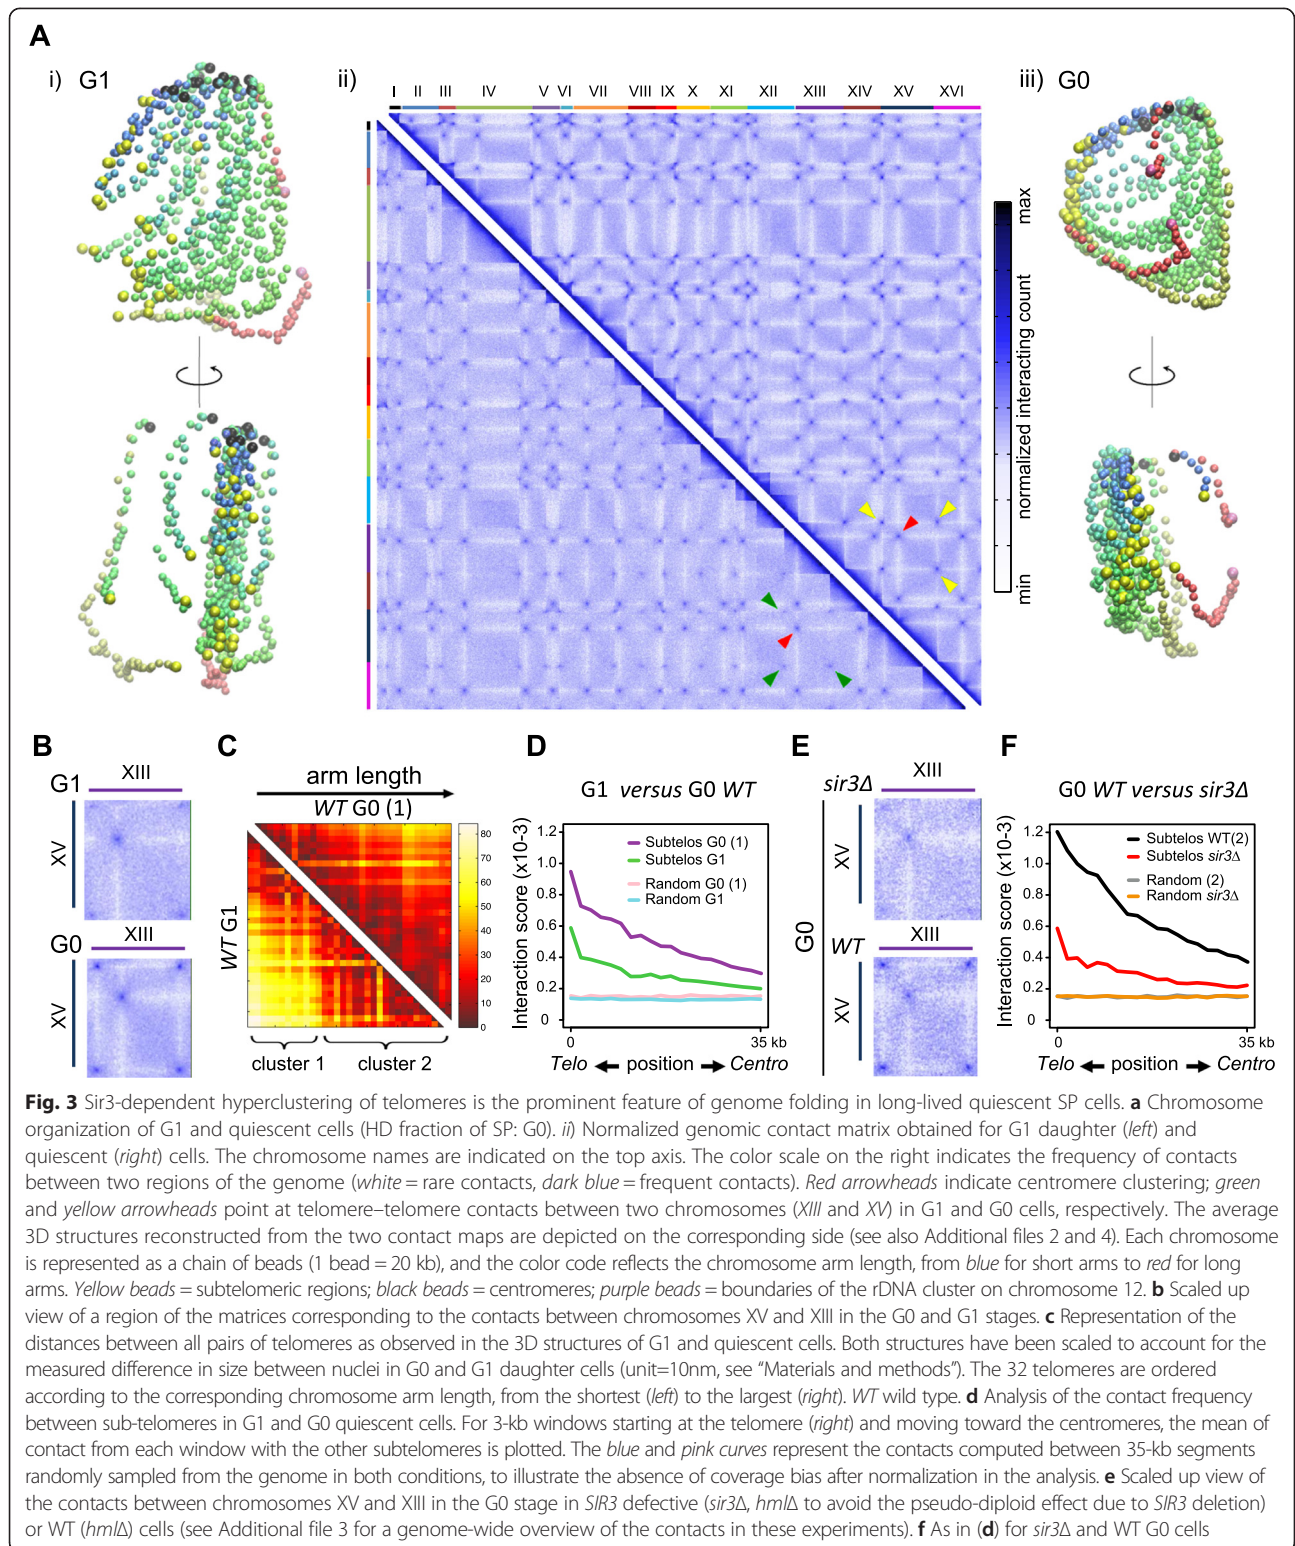 A
i) G1
ii)
I II III IV V VI VII VIII IX X XI XII XIII XIV XV XVI
iii) G0
max
normalized interacting count
min
B
G1
XIII
XV
G0
XIII
XV
C
arm length
WT G0 (1)
WT G1
80
70
60
50
40
30
20
10
0
cluster 1 cluster 2
D
G1 versus G0 WT
Interaction score (x10-3)
1.2
1.0
0.8
0.6
0.4
0.2
0
Subtelos G0 (1)
Subtelos G1
Random G0 (1)
Random G1
0 35 kb
Telo position Centro
E
G0
sir3Δ XIII
XV
WT XIII
XV
F
G0 WT versus sir3Δ
Interaction score (x10-3)
1.2
1.0
0.8
0.6
0.4
0.2
0
Subtelos WT(2)
Subtelos sir3Δ
Random (2)
Random sir3Δ
0 35 kb
Telo position Centro
Fig. 3 Sir3-dependent hyperclustering of telomeres is the prominent feature of genome folding in long-lived quiescent SP cells. a Chromosome
organization of G1 and quiescent cells (HD fraction of SP: G0). ii) Normalized genomic contact matrix obtained for G1 daughter (left) and
quiescent (right) cells. The chromosome names are indicated on the top axis. The color scale on the right indicates the frequency of contacts
between two regions of the genome (white = rare contacts, dark blue = frequent contacts). Red arrowheads indicate centromere clustering; green
and yellow arrowheads point at telomere–telomere contacts between two chromosomes (XIII and XV) in G1 and G0 cells, respectively. The average
3D structures reconstructed from the two contact maps are depicted on the corresponding side (see also Additional files 2 and 4). Each chromosome
is represented as a chain of beads (1 bead = 20 kb), and the color code reflects the chromosome arm length, from blue for short arms to red for long
arms. Yellow beads = subtelomeric regions; black beads = centromeres; purple beads = boundaries of the rDNA cluster on chromosome 12. b Scaled up
view of a region of the matrices corresponding to the contacts between chromosomes XV and XIII in the G0 and G1 stages. c Representation of the
distances between all pairs of telomeres as observed in the 3D structures of G1 and quiescent cells. Both structures have been scaled to account for the
measured difference in size between nuclei in G0 and G1 daughter cells (unit=10nm, see “Materials and methods”). The 32 telomeres are ordered
according to the corresponding chromosome arm length, from the shortest (left) to the largest (right). WT wild type. d Analysis of the contact frequency
between sub-telomeres in G1 and G0 quiescent cells. For 3-kb windows starting at the telomere (right) and moving toward the centromeres, the mean of
contact from each window with the other subtelomeres is plotted. The blue and pink curves represent the contacts computed between 35-kb segments
randomly sampled from the genome in both conditions, to illustrate the absence of coverage bias after normalization in the analysis. e Scaled up view of
the contacts between chromosomes XV and XIII in the G0 stage in SIR3 defective (sir3Δ, hmlΔ to avoid the pseudo-diploid effect due to SIR3 deletion)
or WT (hmlΔ) cells (see Additional file 3 for a genome-wide overview of the contacts in these experiments). f As in (d) for sir3Δ and WT G0 cells